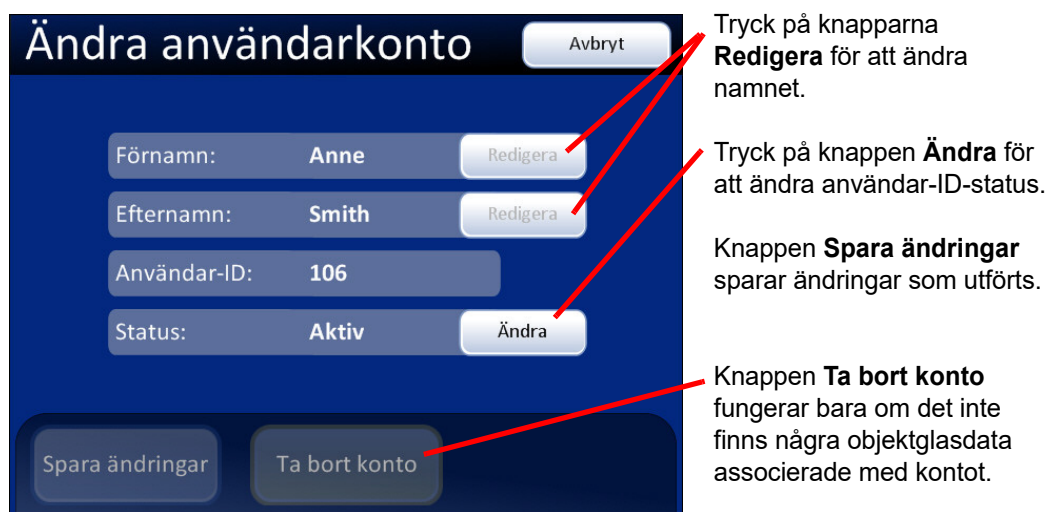 Ändra användarkonto
Avbryt
Förnamn: Anne Redigera
Efternamn: Smith Redigera
Användar-ID: 106
Status: Aktiv Ändra
Spara ändringar
Ta bort konto
Tryck på knapparna
Redigera för att ändra
namnet.
Tryck på knappen Ändra för
att ändra användar-ID-status.
Knappen Spara ändringar
sparar ändringar som utförts.
Knappen Ta bort konto
fungerar bara om det inte
finns några objektglasdata
associerade med kontot.